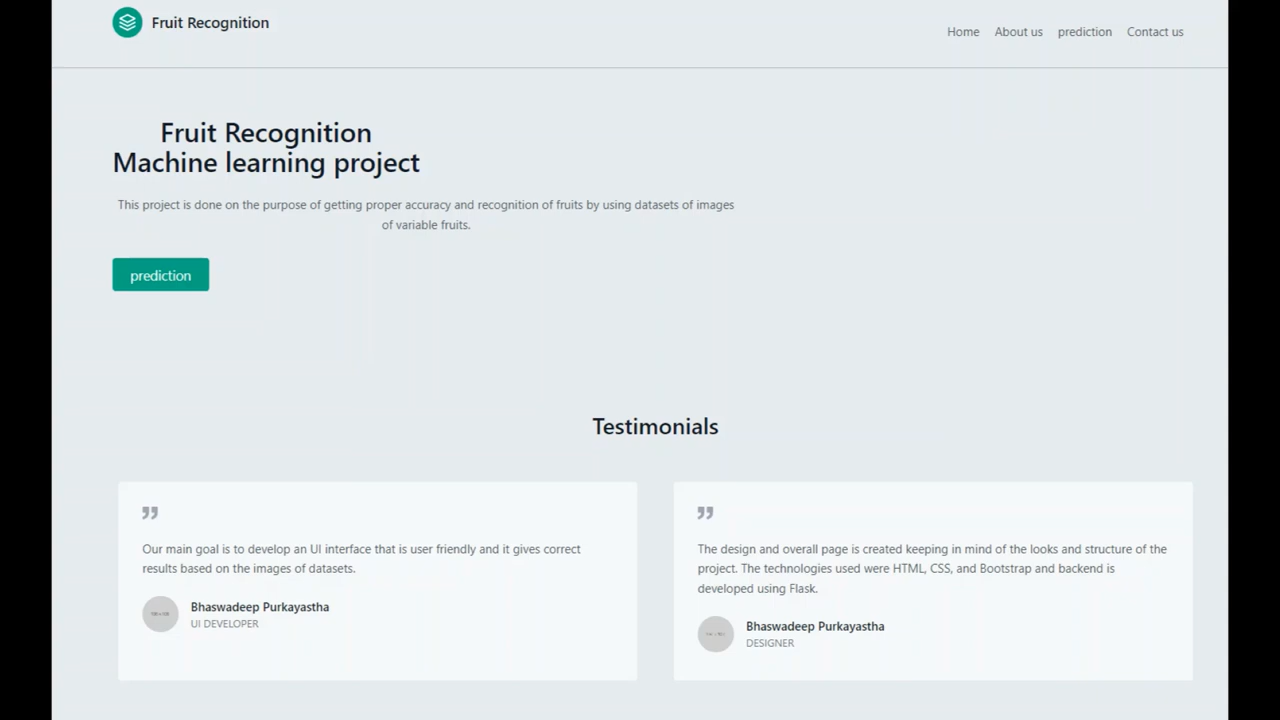 Fruit Recognition
Home About us prediction Contact us
Fruit Recognition
Machine learning project
This project is done on the purpose of getting proper accuracy and recognition of fruits by using datasets of images
of variable fruits.
prediction
Testimonials
Our main goal is to develop an UI interface that is user friendly and it gives correct
results based on the images of datasets.
Bhaswadeep Purkayastha
UI DEVELOPER
The design and overall page is created keeping in mind of the looks and structure of the
project. The technologies used were HTML, CSS, and Bootstrap and backend is
developed using Flask.
Bhaswadeep Purkayastha
DESIGNER